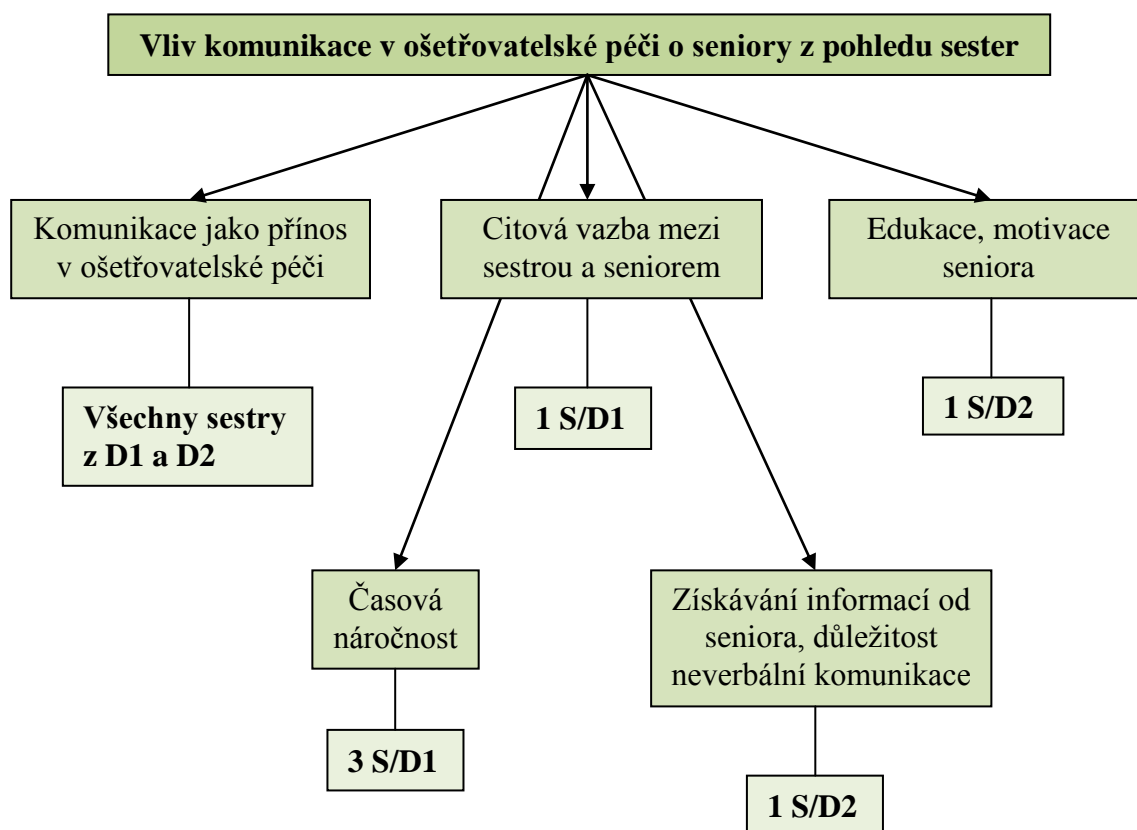 Vliv komunikace v ošetřovatelské péči o seniory z pohledu sester
Komunikace jako přínos
v ošetřovatelské péči
Citová vazba mezi
sestrou a seniorem
Edukace, motivace
seniora
Všechny sestry
z D1 a D2
1 S/D1
1 S/D2
Časová
náročnost
Získávání informací od
seniora, důležitost
neverbální komunikace
3 S/D1
1 S/D2